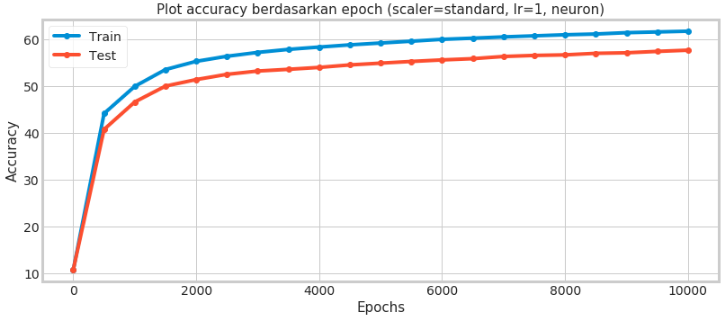 Plot accuracy berdasarkan epoch (scaler=standard, lr=1, neuron)
Train
Test
60
50
40
30
20
10
Accuracy
0 2000 4000 6000 8000 10000
Epochs